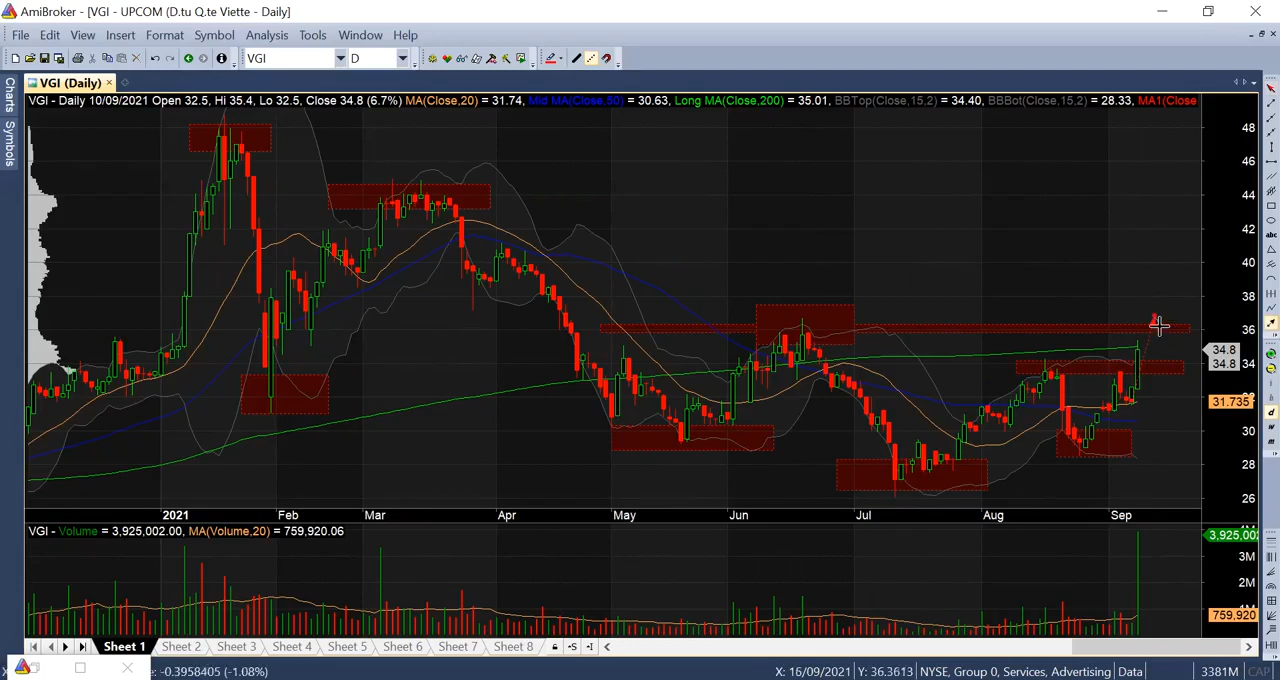 AmiBroker - [VGI - UPCOM (D.tu Q.te Viette - Daily]
File Edit View Insert Format Symbol Analysis Tools Window Help
VGI D
VGI (Daily)
Charts
Symbols
VGI - Daily 10/09/2021 Open 32.5, Hi 35.4, Lo 32.5, Close 34.8 (6.7%) MA(Close,20) = 31.74, Mid MA(Close,50) = 30.63, Long MA(Close,200) = 35.01, BBTop(Close,15,2) = 34.40, BBBot(Close,15,2) = 28.33, MA1(Close
48
46
44
42
40
38
36
34.8
34
34.8
31.735
30
28
26
2021 Feb Mar Apr May Jun Jul Aug Sep
VGI - Volume = 3,925,002.00, MA(Volume,20) = 759,920.06
3,925,002
3M
2M
759,920
abc
d
w
m
Sheet 1 Sheet 2 Sheet 3 Sheet 4 Sheet 5 Sheet 6 Sheet 7 Sheet 8
-0.3958405 (-1.08%) X: 16/09/2021 Y: 36.3613 NYSE, Group 0, Services, Advertising Data 3381M CAP